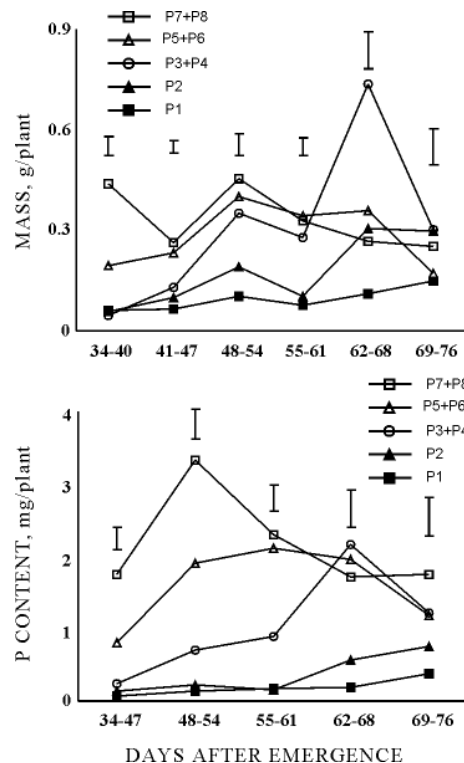 P7+P8
P5+P6
P3+P4
P2
P1
MASS, g/plant
0.9
0.6
0.3
0
34-40 41-47 48-54 55-61 62-68 69-76
P7+P8
P5+P6
P3+P4
P2
P1
P CONTENT, mg/plant
4
3
2
1
0
34-47 48-54 55-61 62-68 69-76
DAYS AFTER EMERGENCE